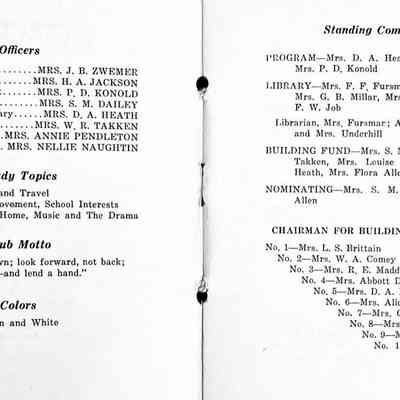 Officers
........MRS. J. B. ZWEMER
.......MRS. H. A. JACKSON
.......MRS. P. D. KONOLD
........MRS. S. M. DAILEY
ary......MRS. D. A. HEATH
........MRS. W. R. TAKKEN
MRS. ANNIE PENDLETON
MRS. NELLIE NAUGHTIN
dy Topics
and Travel
ovement, School Interests
Home, Music and The Drama
ub Motto
wn; look forward, not back;
—and lend a hand."
Colors
n and White
Standing Com
PROGRAM—Mrs. D. A. Hea
Mrs. P. D. Konold
LIBRARY—Mrs. F. F. Fursmar
Mrs. G. B. Millar, Mrs
F. W. Job
Librarian, Mrs. Fursmar; A
and Mrs. Underhill
BUILDING FUND—Mrs. S. M
Takken, Mrs. Louise
Heath, Mrs. Flora Alle
NOMINATING—Mrs. S. M.
Allen
CHAIRMAN FOR BUILDIN
No. 1—Mrs. L. S. Brittain
No. 2—Mrs. W. A. Comey
No. 3—Mrs. R. E. Madd
No. 4—Mrs. Abbott D
No. 5—Mrs. D. A.
No. 6—Mrs. Alic
No. 7—Mrs. C
No. 8—Mrs
No. 9—M
No. 1